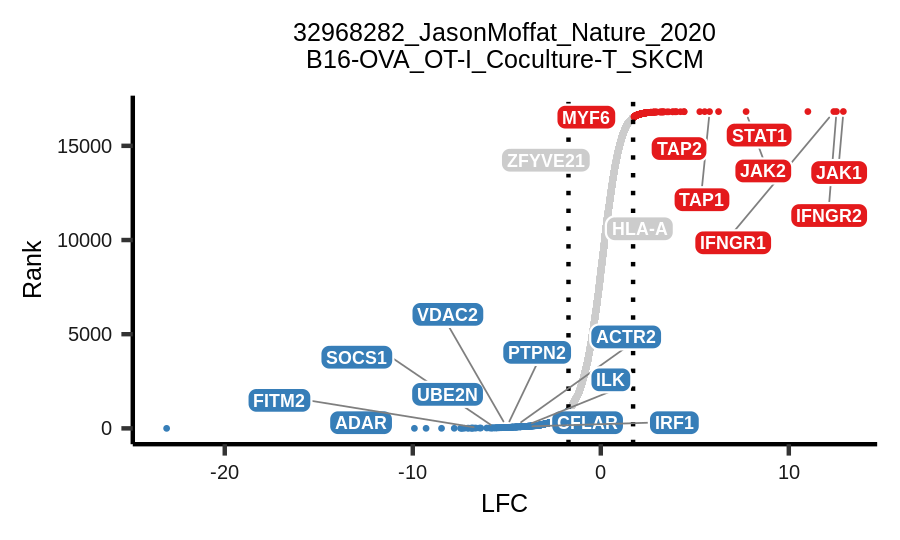 32968282_JasonMoffat_Nature_2020
B16-OVA_OT-I_Coculture-T_SKCM
Rank
15000
10000
5000
0
MYF6
ZFYVE21
TAP2
STAT1
JAK2
JAK1
TAP1
IFNGR2
HLA-A
IFNGR1
VDAC2
SOCS1
PTPN2
ACTR2
FITM2
UBE2N
ILK
ADAR
CFLAR
IRF1
-20
-10
0
10
LFC